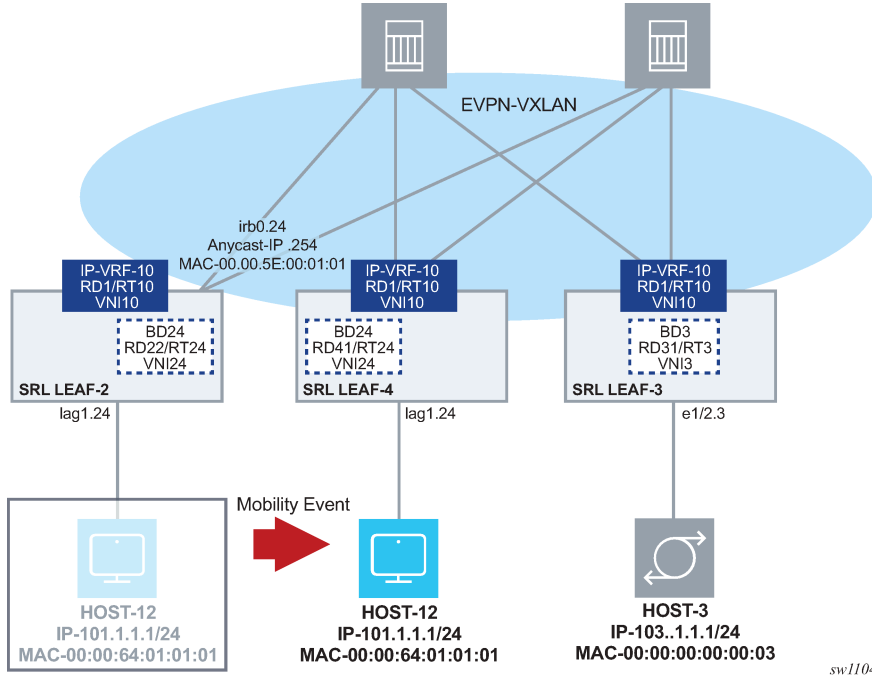 EVPN-VXLAN
irb0.24
Anycast-IP .254
MAC-00.00.5E:00:01:01
IP-VRF-10
RD1/RT10
VNI10
IP-VRF-10
RD1/RT10
VNI10
IP-VRF-10
RD1/RT10
VNI10
BD24
RD22/RT24
VNI24
SRL LEAF-2
BD24
RD41/RT24
VNI24
SRL LEAF-4
BD3
RD31/RT3
VNI3
SRL LEAF-3
lag1.24
lag1.24
e1/2.3
Mobility Event
HOST-12
IP-101.1.1.1/24
MAC-00:00:64:01:01:01
HOST-12
IP-101.1.1.1/24
MAC-00:00:64:01:01:01
HOST-3
IP-103..1.1.1/24
MAC-00:00:00:00:00:03